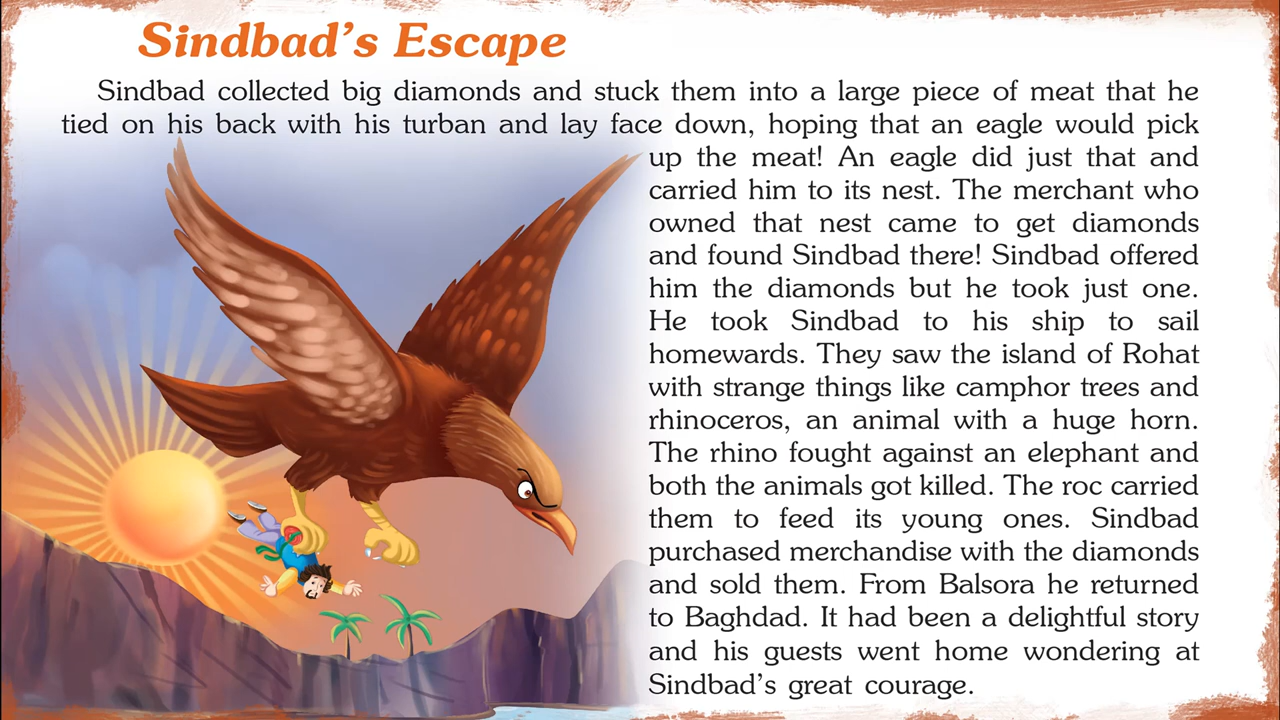 Sindbad's Escape
Sindbad collected big diamonds and stuck them into a large piece of meat that he
tied on his back with his turban and lay face down, hoping that an eagle would pick
up the meat! An eagle did just that and
carried him to its nest. The merchant who
owned that nest came to get diamonds
and found Sindbad there! Sindbad offered
him the diamonds but he took just one.
He took Sindbad to his ship to sail
homewards. They saw the island of Rohat
with strange things like camphor trees and
rhinoceros, an animal with a huge horn.
The rhino fought against an elephant and
both the animals got killed. The roc carried
them to feed its young ones. Sindbad
purchased merchandise with the diamonds
and sold them. From Balsora he returned
to Baghdad. It had been a delightful story
and his guests went home wondering at
Sindbad's great courage.